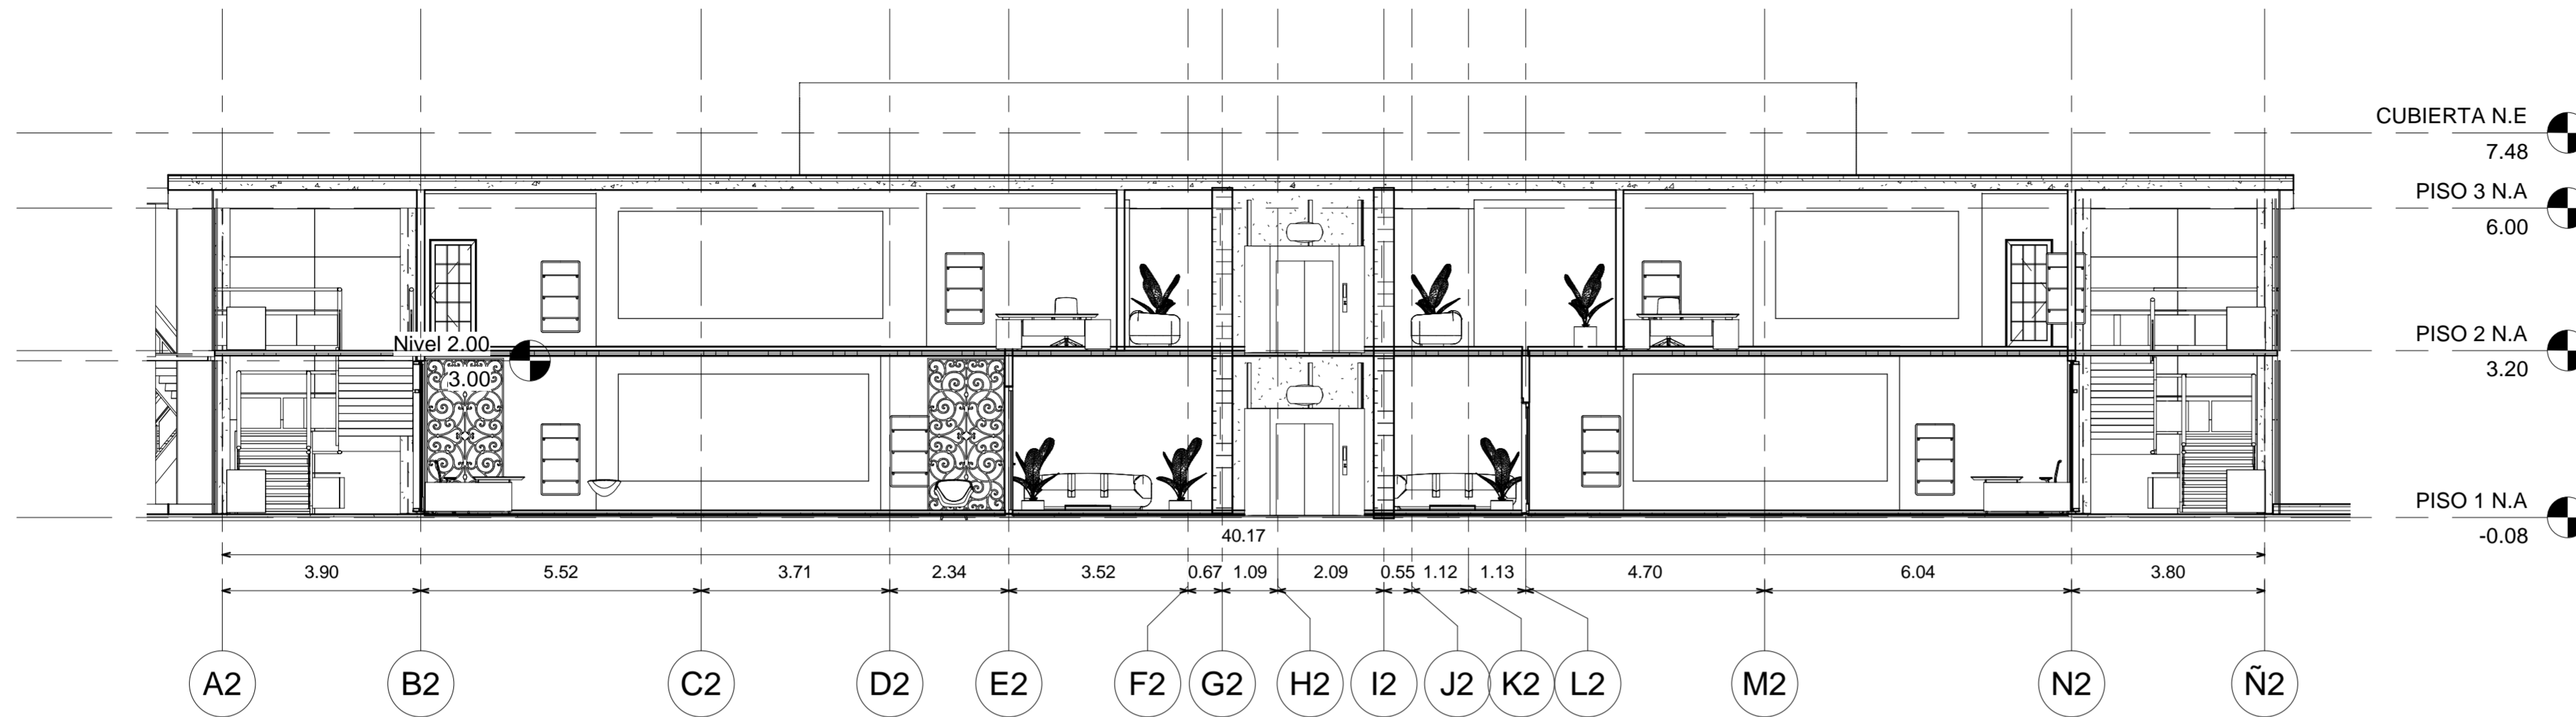 CUBIERTA N.E
7.48
PISO 3 N.A
6.00
Nivel 2.00
3.00
PISO 2 N.A
3.20
PISO 1 N.A
-0.08
40.17
3.90 5.52 3.71 2.34 3.52 0.67 1.09 2.09 0.55 1.12 1.13 4.70 6.04 3.80
A2 B2 C2 D2 E2 F2 G2 H2 I2 J2 K2 L2 M2 N2 Ñ2